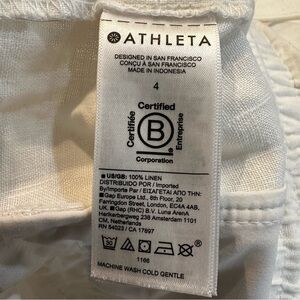 ATHLETA
DESIGNED IN SAN FRANCISCO
CONÇU À SAN FRANCISCO
MADE IN INDONESIA
4
Certified
Certifiée
B
Entreprise
Corporation
US/GB: 100% LINEN
DISTRIBUIDO POR / Imported
By/Importé Par / ΕΙΣΑΓΕΤΑΙ ΑΠΟ ΤΗΝ:
Gap Europe Ltd., 8th Floor, 20
Farringdon Street, London, EC4A 4AB,
UK Gap (RHC) B.V. Luna ArenA
Herikerbergweg 238 Amsterdam 1101
CM, Netherlands
RN 54023 / CA 17897
30
1166
MACHINE WASH COLD GENTLE